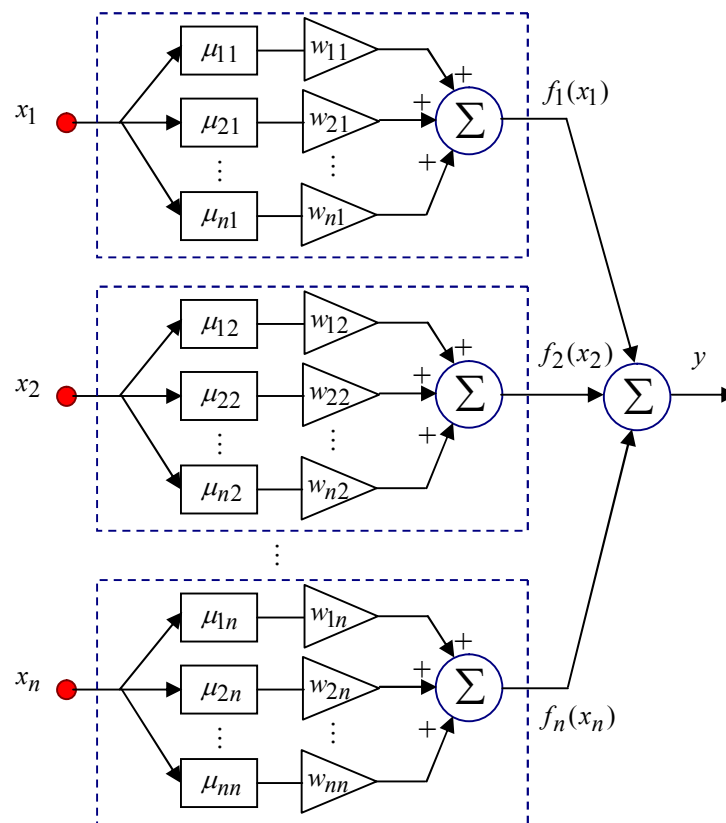 μ₁₁ w₁₁ +
x₁ μ₂₁ w₂₁ + Σ f₁(x₁)
⋮ ⋮ +
μₙ₁ wₙ₁
μ₁₂ w₁₂ +
x₂ μ₂₂ w₂₂ + Σ f₂(x₂) Σ y
⋮ ⋮ +
μₙ₂ wₙ₂
⋮
μ₁ₙ w₁ₙ +
xₙ μ₂ₙ w₂ₙ + Σ fₙ(xₙ)
⋮ ⋮ +
μₙₙ wₙₙ